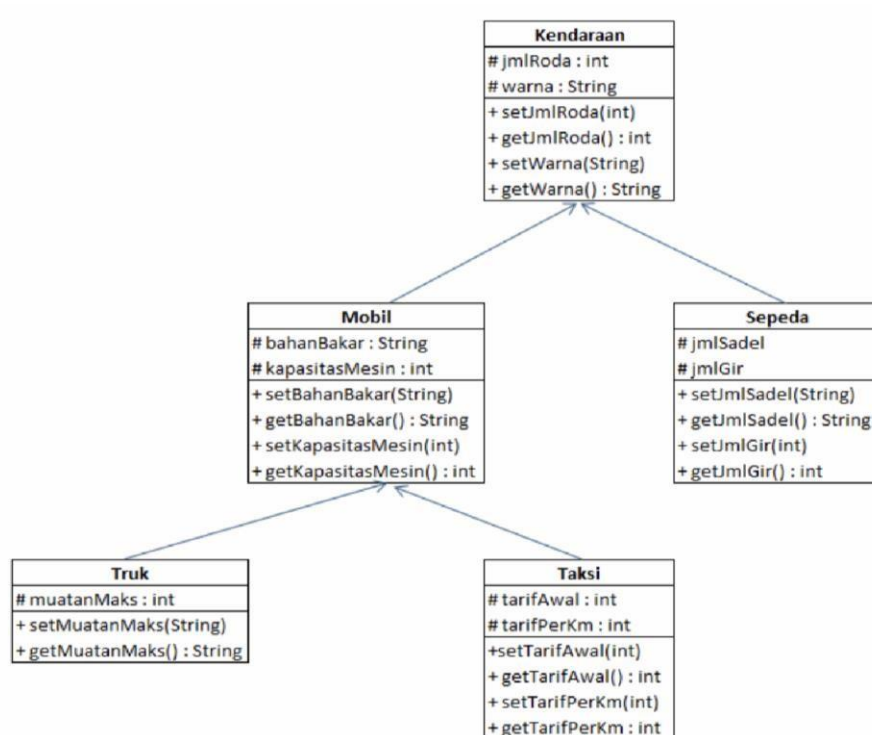 Kendaraan
# jmlRoda : int
# warna : String
+ setJmlRoda(int)
+ getJmlRoda() : int
+ setWarna(String)
+ getWarna() : String
Mobil
# bahanBakar : String
# kapasitasMesin : int
+ setBahanBakar(String)
+ getBahanBakar() : String
+ setKapasitasMesin(int)
+ getKapasitasMesin() : int
Sepeda
# jmlSadel
# jmlGir
+ setJmlSadel(String)
+ getJmlSadel() : String
+ setJmlGir(int)
+ getJmlGir() : int
Truk
# muatanMaks : int
+ setMuatanMaks(String)
+ getMuatanMaks() : String
Taksi
# tarifAwal : int
# tarifPerKm : int
+setTarifAwal(int)
+ getTarifAwal() : int
+ setTarifPerKm(int)
+ getTarifPerKm : int